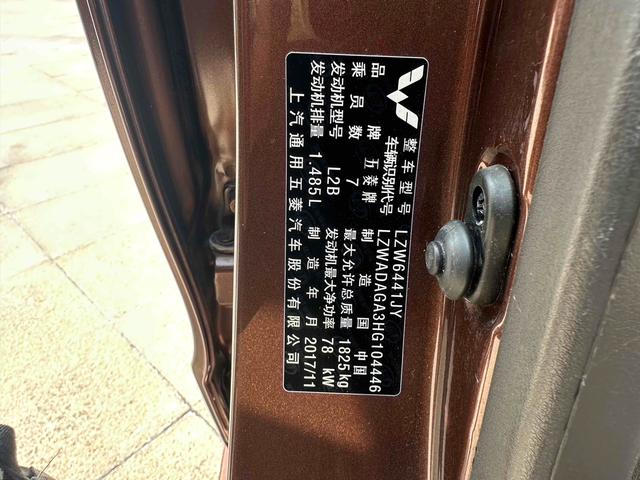 整车型号 LZW6441JY
车辆识别代号 LZWADAGA3HG104446
品牌 五菱牌 制造国 中国
乘员数 7 最大允许总质量 1825kg
发动机型号 L2B 发动机最大净功率 78 kW
发动机排量 1.485L 制造年月 2017/11
上汽通用五菱汽车股份有限公司